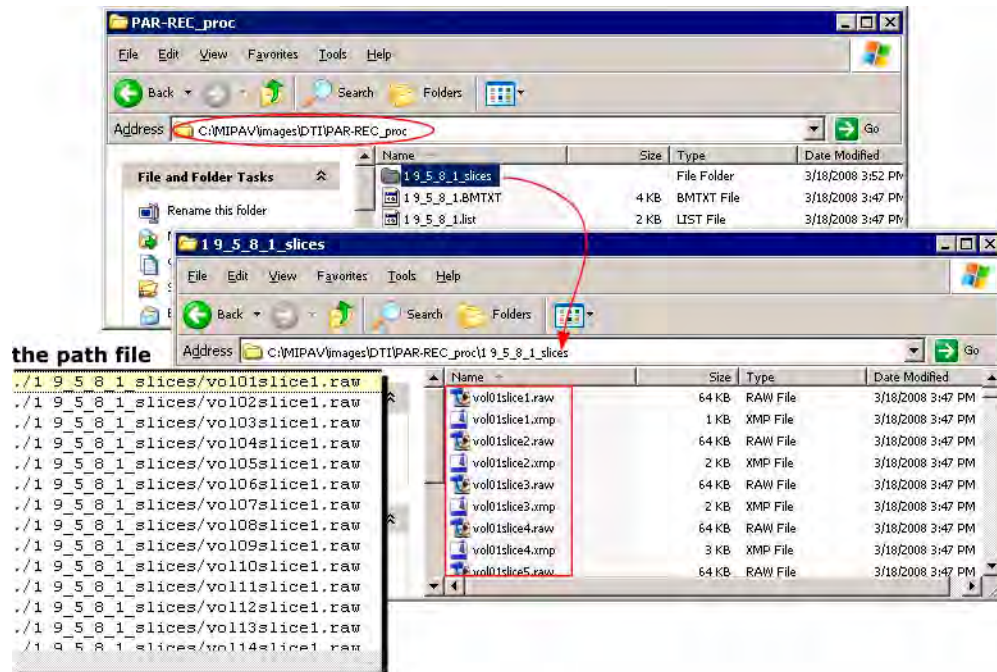 PAR-REC_proc
File Edit View Favorites Tools Help
Back Search Folders
Address C:\MIPAV\images\DTI\PAR-REC_proc Go
Name Size Type Date Modified
File and Folder Tasks
1 9_5_8_1_slices File Folder 3/18/2008 3:52 PM
1 9_5_8_1.BMTXT 4 KB BMTXT File 3/18/2008 3:47 PM
1 9_5_8_1.list 2 KB LIST File 3/18/2008 3:47 PM
Rename this folder
1 9_5_8_1_slices
File Edit View Favorites Tools Help
Back Search Folders
Address C:\MIPAV\images\DTI\PAR-REC_proc\1 9_5_8_1_slices Go
Name Size Type Date Modified
vol01slice1.raw 64 KB RAW File 3/18/2008 3:47 PM
vol01slice1.xmp 1 KB XMP File 3/18/2008 3:47 PM
vol01slice2.raw 64 KB RAW File 3/18/2008 3:47 PM
vol01slice2.xmp 2 KB XMP File 3/18/2008 3:47 PM
vol01slice3.raw 64 KB RAW File 3/18/2008 3:47 PM
vol01slice3.xmp 2 KB XMP File 3/18/2008 3:47 PM
vol01slice4.raw 64 KB RAW File 3/18/2008 3:47 PM
vol01slice4.xmp 3 KB XMP File 3/18/2008 3:47 PM
vol01slice5.raw 64 KB RAW File 3/18/2008 3:47 PM
the path file
./1 9_5_8_1_slices/vol01slice1.raw
./1 9_5_8_1_slices/vol02slice1.raw
./1 9_5_8_1_slices/vol03slice1.raw
./1 9_5_8_1_slices/vol04slice1.raw
./1 9_5_8_1_slices/vol05slice1.raw
./1 9_5_8_1_slices/vol06slice1.raw
./1 9_5_8_1_slices/vol07slice1.raw
./1 9_5_8_1_slices/vol08slice1.raw
./1 9_5_8_1_slices/vol09slice1.raw
./1 9_5_8_1_slices/vol10slice1.raw
./1 9_5_8_1_slices/vol11slice1.raw
./1 9_5_8_1_slices/vol12slice1.raw
./1 9_5_8_1_slices/vol13slice1.raw
./1 9_5_8_1_slices/vol14slice1.raw